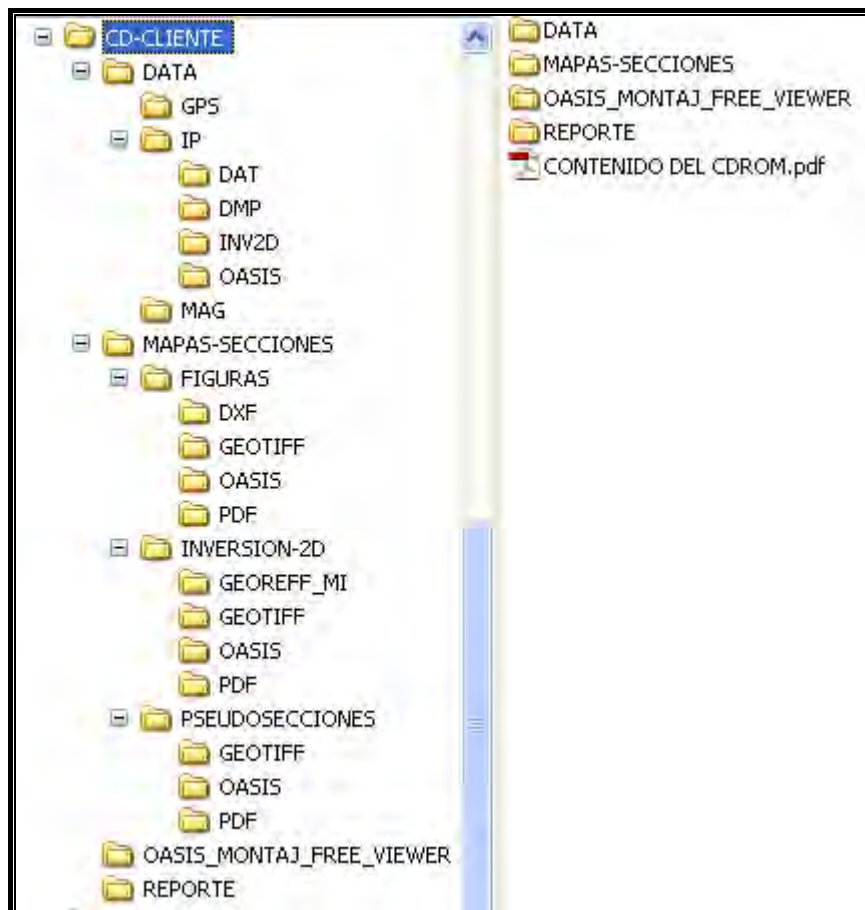 CD-CLIENTE
DATA
GPS
IP
DAT
DMP
INV2D
OASIS
MAG
MAPAS-SECCIONES
FIGURAS
DXF
GEOTIFF
OASIS
PDF
INVERSION-2D
GEOREFF_MI
GEOTIFF
OASIS
PDF
PSEUDOSECCIONES
GEOTIFF
OASIS
PDF
OASIS_MONTAJ_FREE_VIEWER
REPORTE
DATA
MAPAS-SECCIONES
OASIS_MONTAJ_FREE_VIEWER
REPORTE
CONTENIDO DEL CDROM.pdf